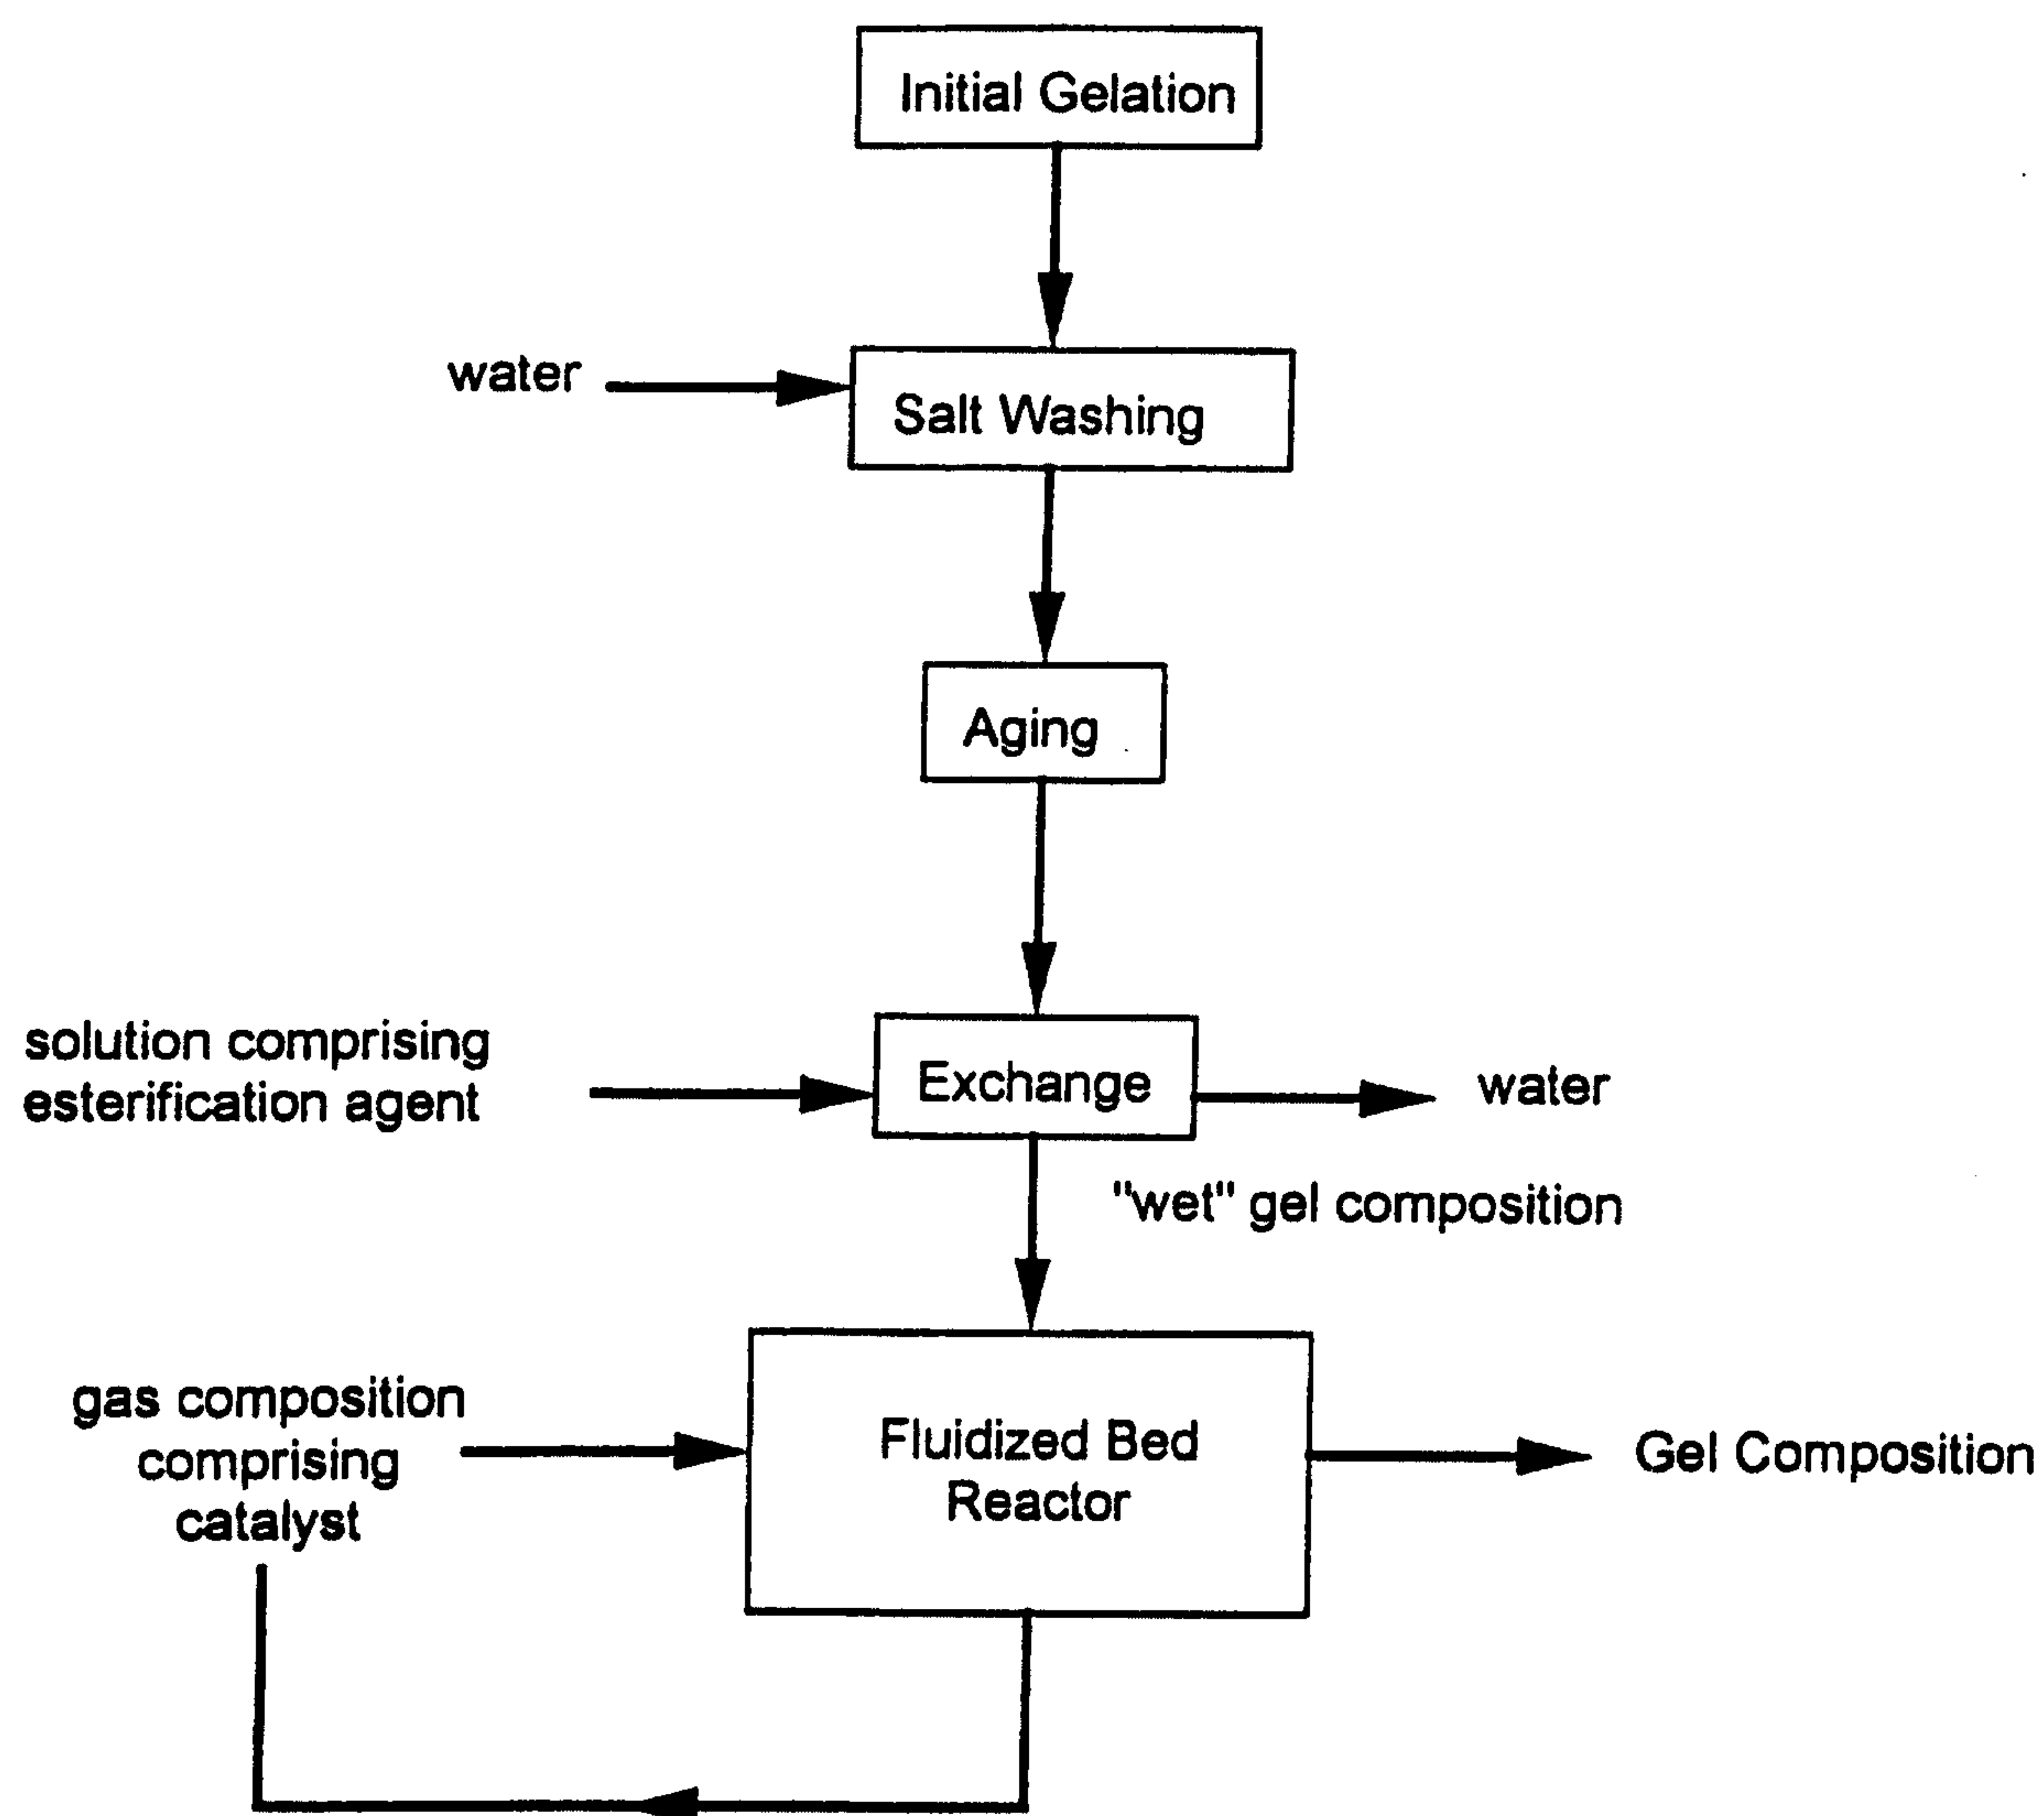 Initial Gelation
water
Salt Washing
Aging
solution comprising
esterification agent
Exchange
water
"wet" gel composition
gas composition
comprising
catalyst
Fluidized Bed
Reactor
Gel Composition